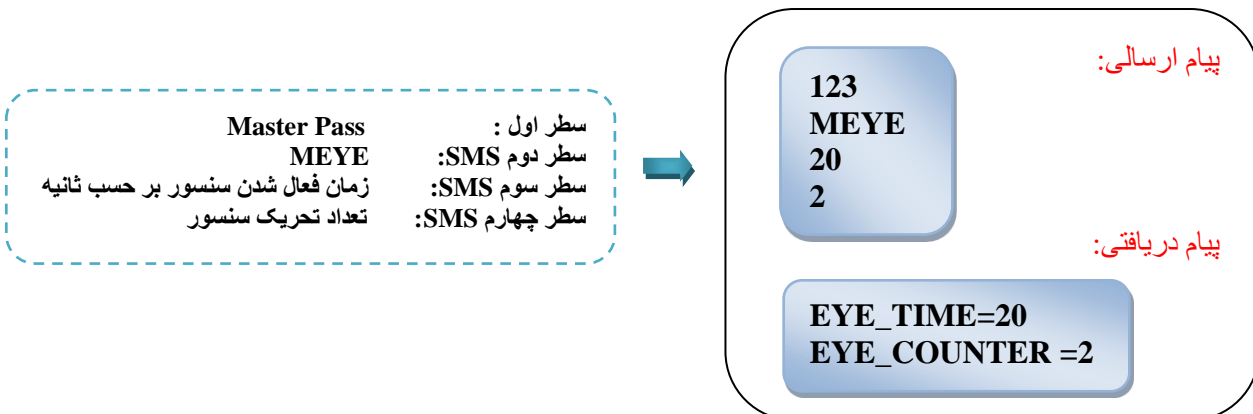 سطر اول : Master Pass
سطر دوم SMS: MEYE
سطر سوم SMS: زمان فعال شدن سنسور بر حسب ثانیه
سطر چهارم SMS: تعداد تحریک سنسور
پیام ارسالی:
123
MEYE
20
2
پیام دریافتی:
EYE_TIME=20
EYE_COUNTER =2